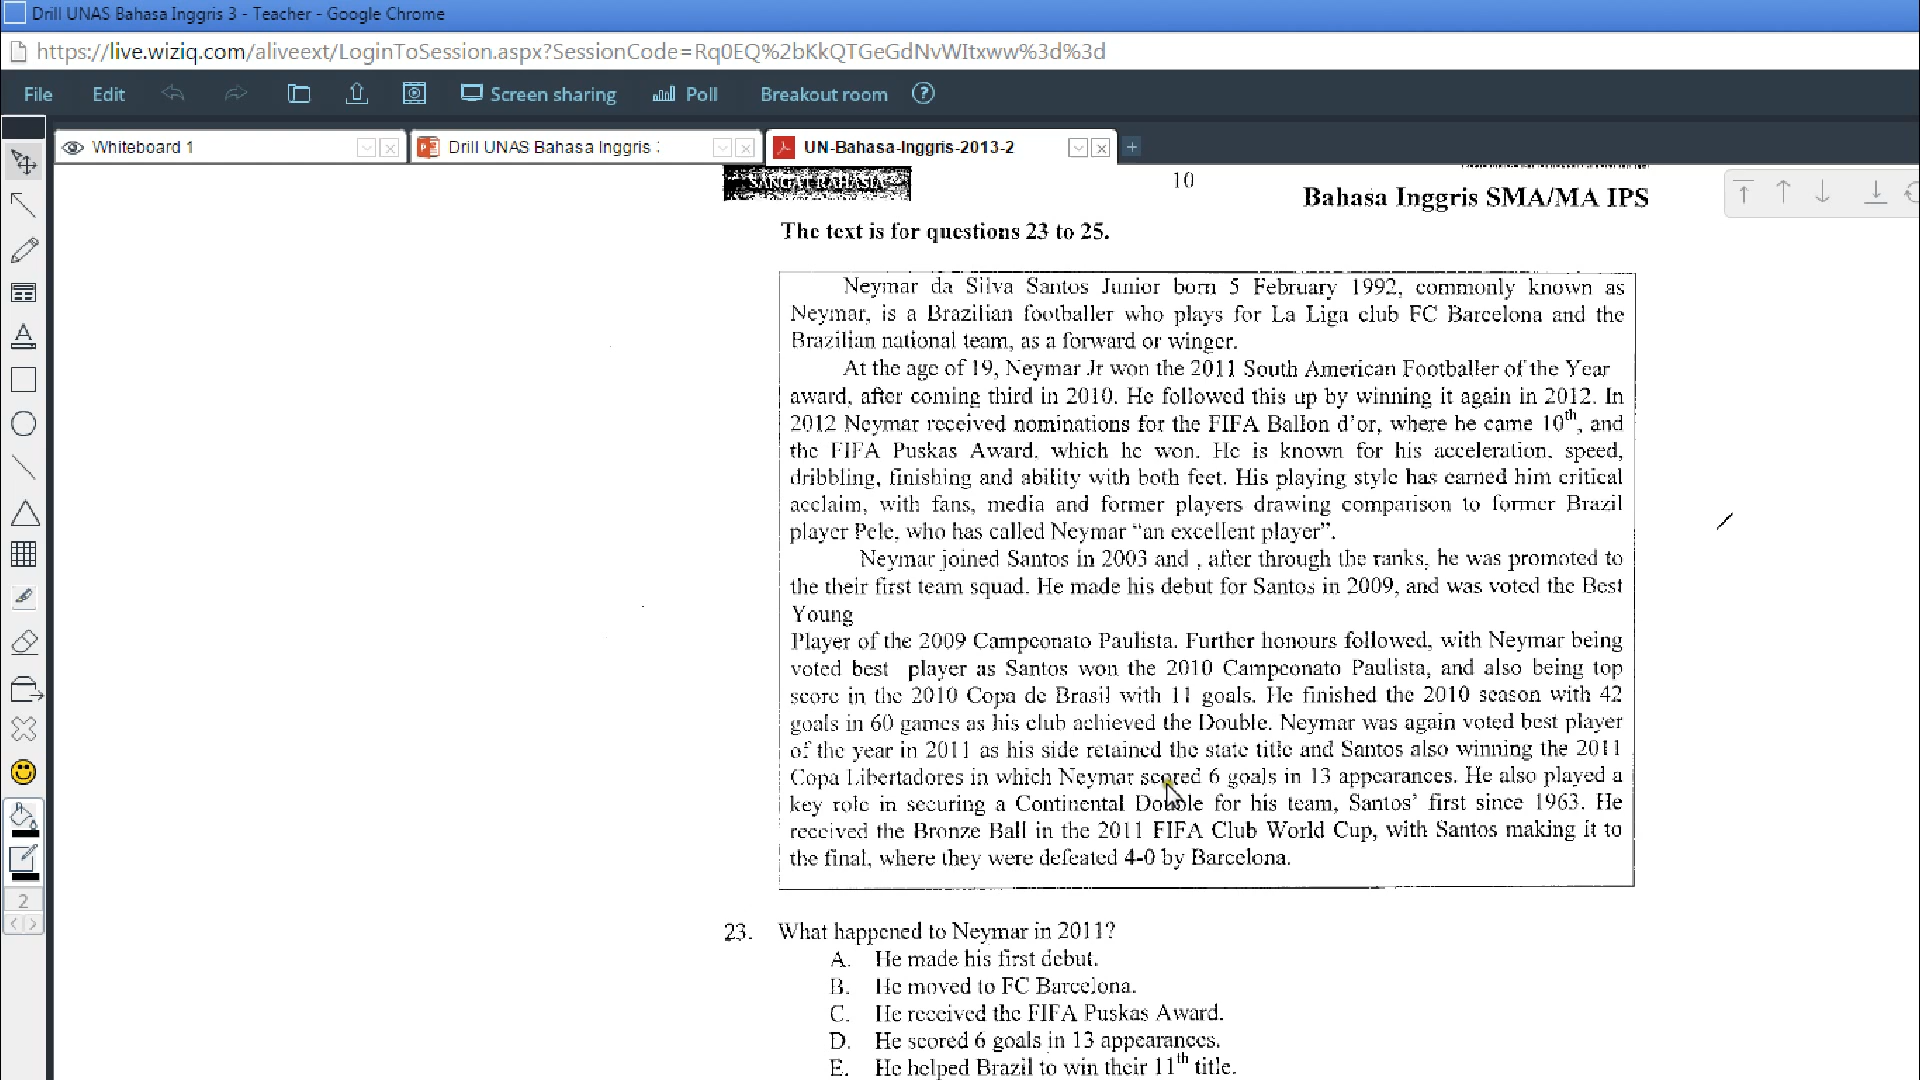 Drill UNAS Bahasa Inggris 3 - Teacher - Google Chrome
https://live.wiziq.com/aliveext/LoginToSession.aspx?SessionCode=Rq0EQ%2bKkQTGeGdNvWItxww%3d%3d
File Edit Screen sharing Poll Breakout room ?
Whiteboard 1 Drill UNAS Bahasa Inggris UN-Bahasa-Inggris-2013-2 +
SANGAT RAHASIA
10
Bahasa Inggris SMA/MA IPS
The text is for questions 23 to 25.
Neymar da Silva Santos Junior born 5 February 1992, commonly known as
Neymar, is a Brazilian footballer who plays for La Liga club FC Barcelona and the
Brazilian national team, as a forward or winger.
At the age of 19, Neymar Jr won the 2011 South American Footballer of the Year
award, after coming third in 2010. He followed this up by winning it again in 2012. In
2012 Neymar received nominations for the FIFA Ballon d'or, where he came 10th, and
the FIFA Puskas Award, which he won. He is known for his acceleration, speed,
dribbling, finishing and ability with both feet. His playing style has earned him critical
acclaim, with fans, media and former players drawing comparison to former Brazil
player Pele, who has called Neymar "an excellent player".
Neymar joined Santos in 2003 and , after through the ranks, he was promoted to
the their first team squad. He made his debut for Santos in 2009, and was voted the Best
Young
Player of the 2009 Campeonato Paulista. Further honours followed, with Neymar being
voted best player as Santos won the 2010 Campeonato Paulista, and also being top
score in the 2010 Copa de Brasil with 11 goals. He finished the 2010 season with 42
goals in 60 games as his club achieved the Double. Neymar was again voted best player
of the year in 2011 as his side retained the state title and Santos also winning the 2011
Copa Libertadores in which Neymar scored 6 goals in 13 appearances. He also played a
key role in securing a Continental Double for his team, Santos' first since 1963. He
received the Bronze Ball in the 2011 FIFA Club World Cup, with Santos making it to
the final, where they were defeated 4-0 by Barcelona.
23. What happened to Neymar in 2011?
A. He made his first debut.
B. He moved to FC Barcelona.
C. He received the FIFA Puskas Award.
D. He scored 6 goals in 13 appearances.
E. He helped Brazil to win their 11th title.
2